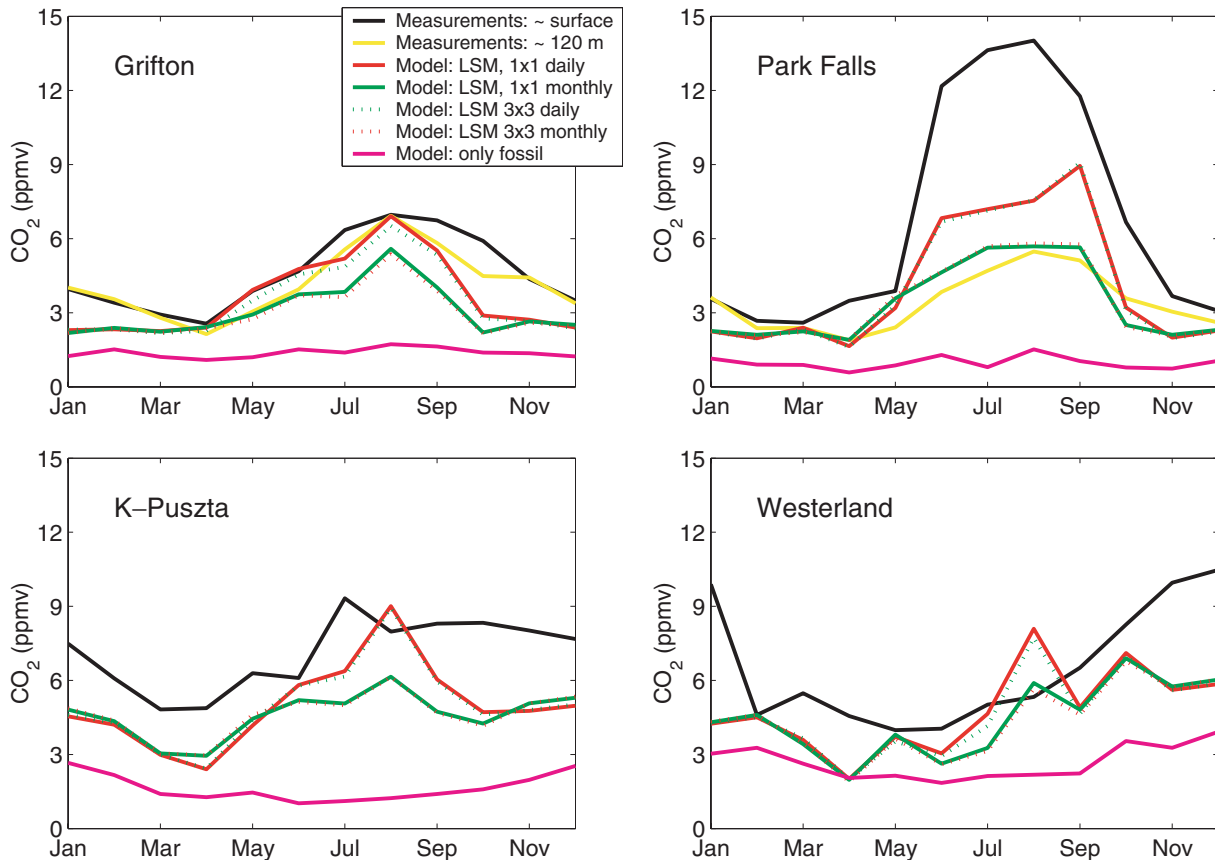 Grifton
Measurements: ~ surface
Measurements: ~ 120 m
Model: LSM, 1x1 daily
Model: LSM, 1x1 monthly
Model: LSM 3x3 daily
Model: LSM 3x3 monthly
Model: only fossil
CO2 (ppmv)
15
12
9
6
3
0
Jan Mar May Jul Sep Nov
Park Falls
CO2 (ppmv)
15
12
9
6
3
0
Jan Mar May Jul Sep Nov
K–Puszta
CO2 (ppmv)
15
12
9
6
3
0
Jan Mar May Jul Sep Nov
Westerland
CO2 (ppmv)
15
12
9
6
3
0
Jan Mar May Jul Sep Nov